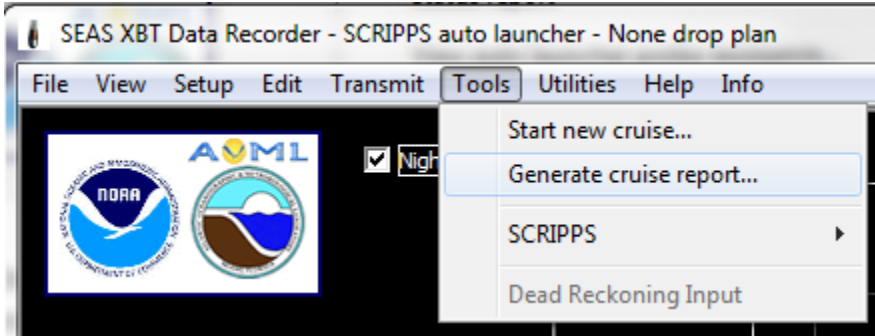 SEAS XBT Data Recorder - SCRIPPS auto launcher - None drop plan
File View Setup Edit Transmit Tools Utilities Help Info
Start new cruise...
Generate cruise report...
SCRIPPS
Dead Reckoning Input
AOML
Nigh
NOAA